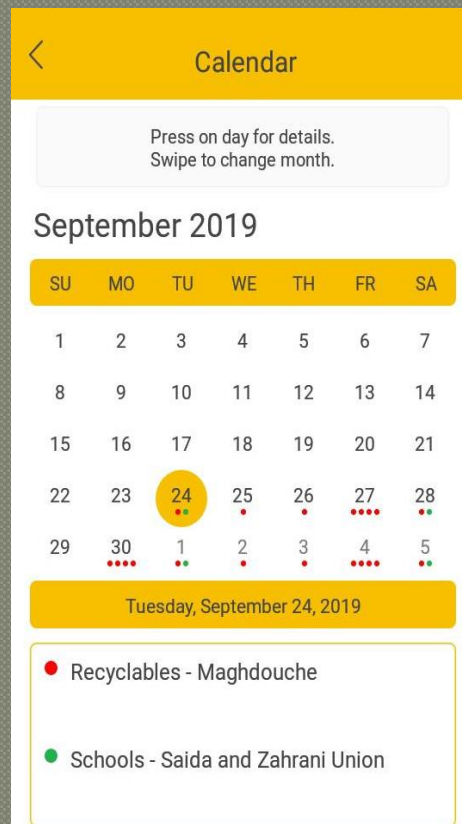 Calendar
Press on day for details.
Swipe to change month.
September 2019
SU MO TU WE TH FR SA
1 2 3 4 5 6 7
8 9 10 11 12 13 14
15 16 17 18 19 20 21
22 23 24 25 26 27 28
29 30 1 2 3 4 5
Tuesday, September 24, 2019
Recyclables - Maghdouche
Schools - Saida and Zahrani Union